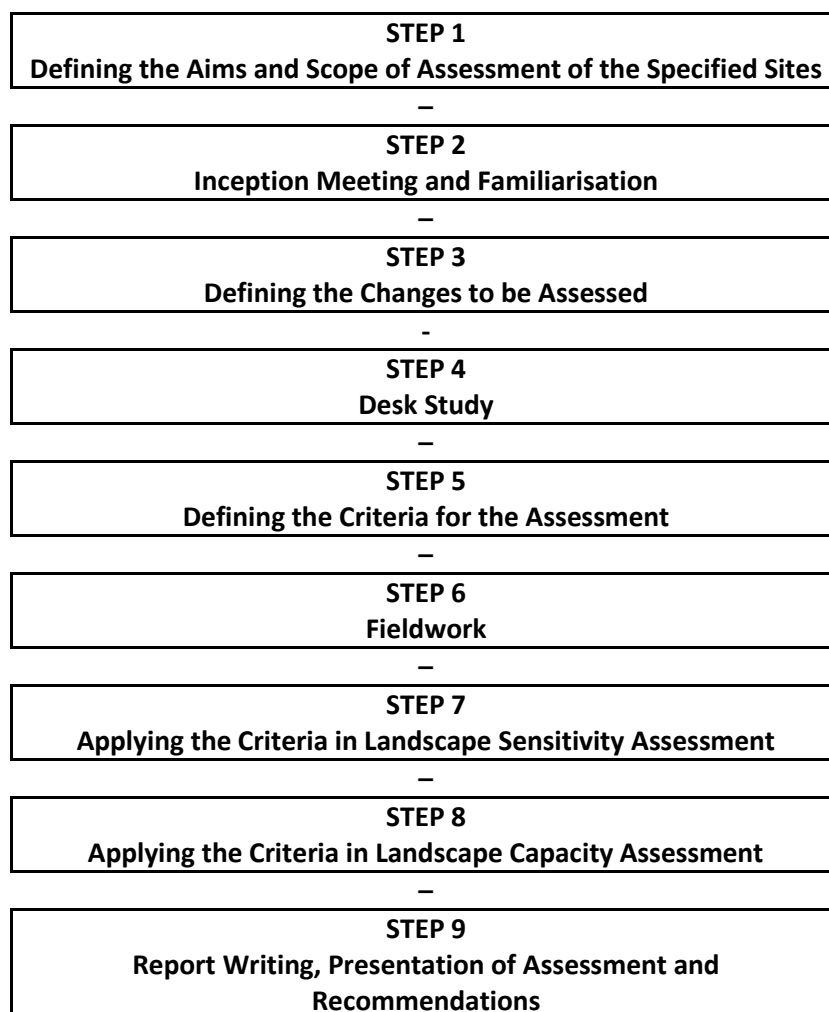 STEP 1
Defining the Aims and Scope of Assessment of the Specified Sites
–
STEP 2
Inception Meeting and Familiarisation
–
STEP 3
Defining the Changes to be Assessed
-
STEP 4
Desk Study
–
STEP 5
Defining the Criteria for the Assessment
–
STEP 6
Fieldwork
–
STEP 7
Applying the Criteria in Landscape Sensitivity Assessment
–
STEP 8
Applying the Criteria in Landscape Capacity Assessment
–
STEP 9
Report Writing, Presentation of Assessment and
Recommendations